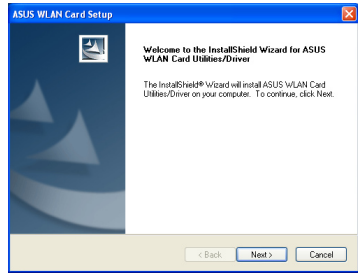 ASUS WLAN Card Setup
Welcome to the InstallShield Wizard for ASUS
WLAN Card Utilities/Driver
The InstallShield® Wizard will install ASUS WLAN Card
Utilities/Driver on your computer. To continue, click Next.
< Back
Next >
Cancel